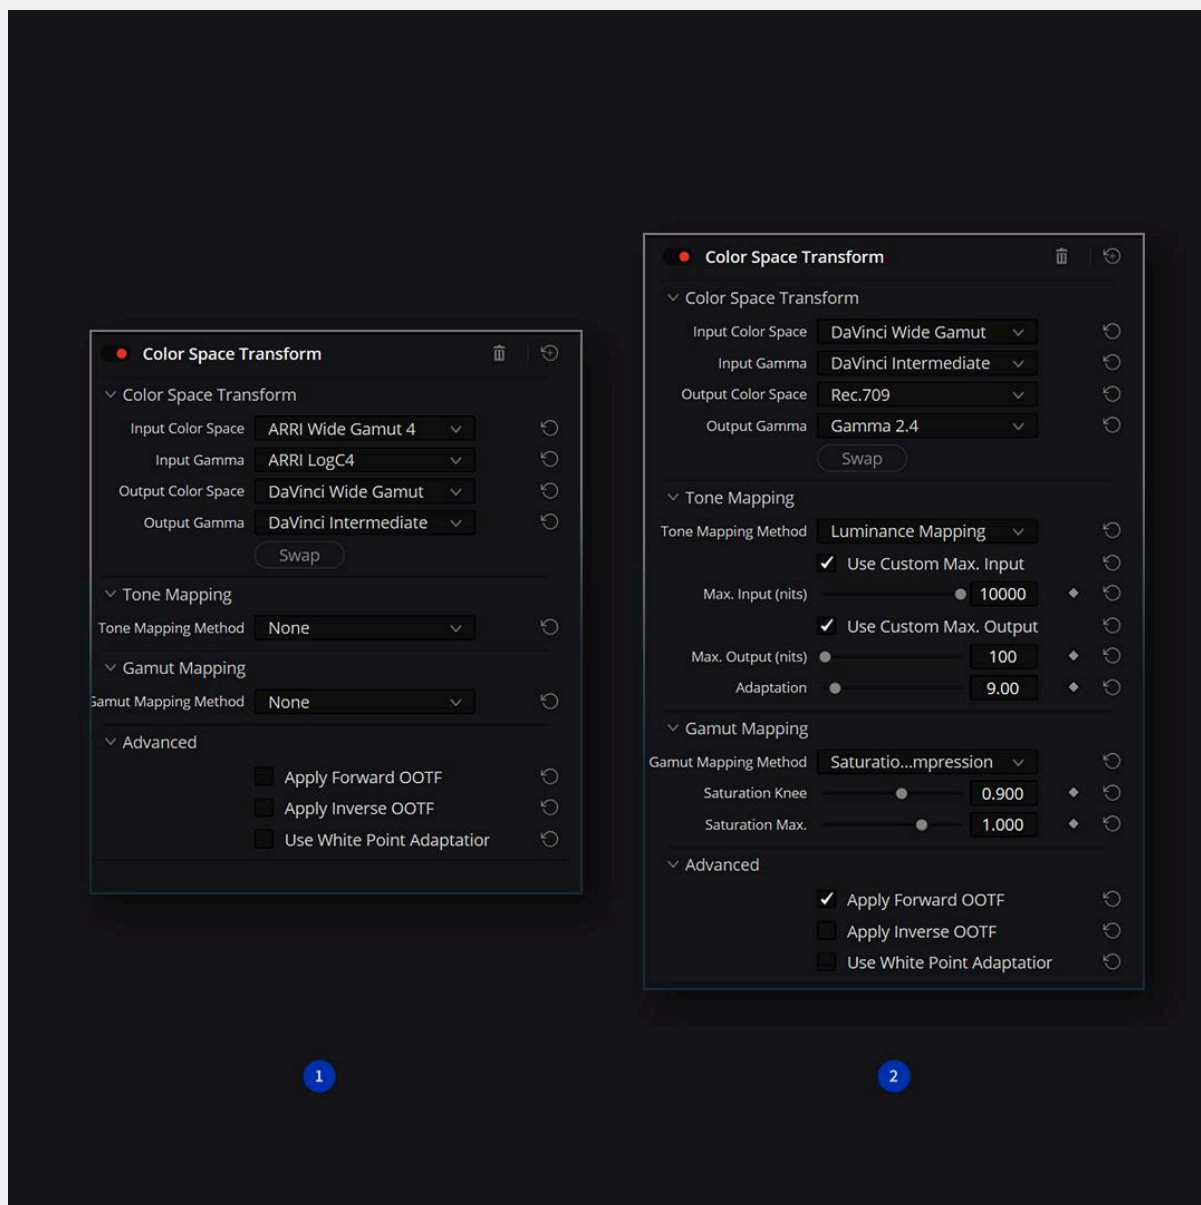 Color Space Transform
Color Space Transform
Input Color Space ARRI Wide Gamut 4
Input Gamma ARRI LogC4
Output Color Space DaVinci Wide Gamut
Output Gamma DaVinci Intermediate
Swap
Tone Mapping
Tone Mapping Method None
Gamut Mapping
Gamut Mapping Method None
Advanced
Apply Forward OOTF
Apply Inverse OOTF
Use White Point Adaptatior
1
Color Space Transform
Color Space Transform
Input Color Space DaVinci Wide Gamut
Input Gamma DaVinci Intermediate
Output Color Space Rec.709
Output Gamma Gamma 2.4
Swap
Tone Mapping
Tone Mapping Method Luminance Mapping
Use Custom Max. Input
Max. Input (nits) 10000
Use Custom Max. Output
Max. Output (nits) 100
Adaptation 9.00
Gamut Mapping
Gamut Mapping Method Saturatio...mpression
Saturation Knee 0.900
Saturation Max. 1.000
Advanced
Apply Forward OOTF
Apply Inverse OOTF
Use White Point Adaptatior
2